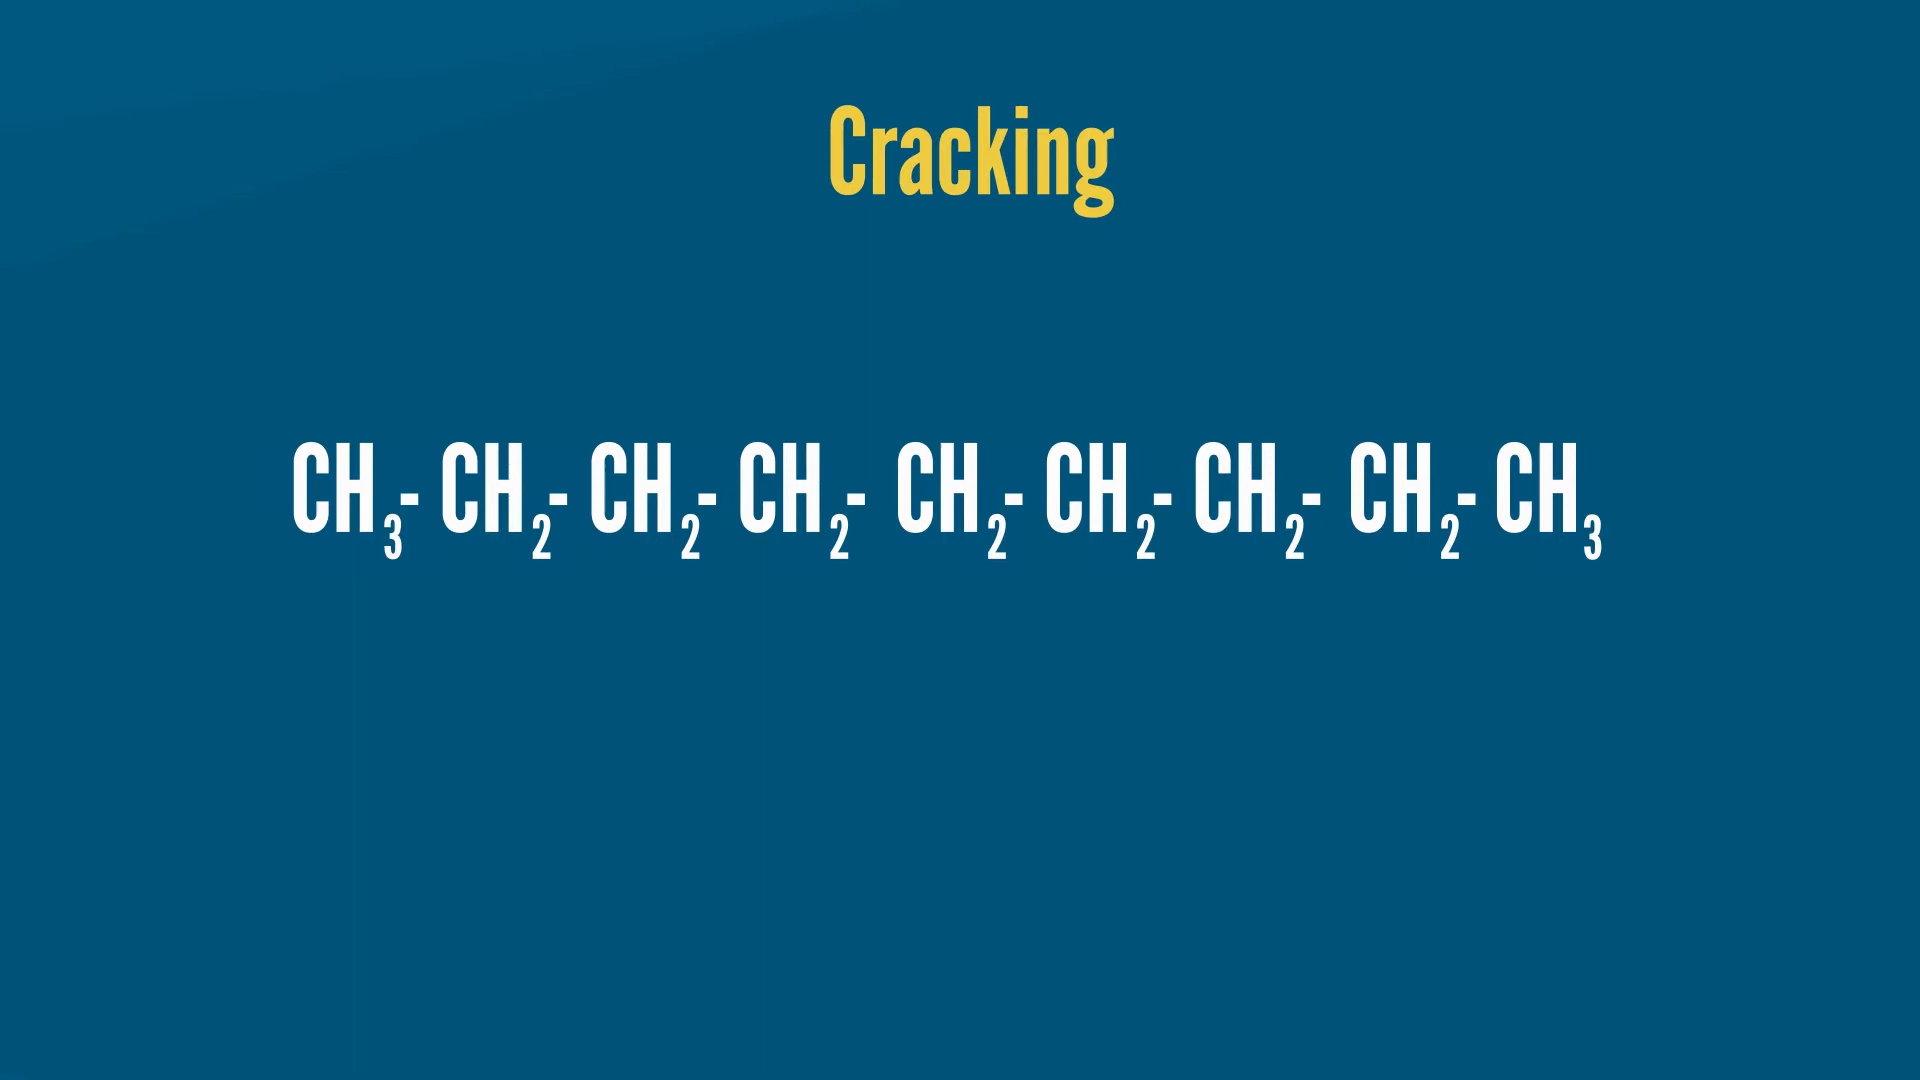 Cracking
CH₃- CH₂- CH₂- CH₂- CH₂- CH₂- CH₂- CH₂- CH₃